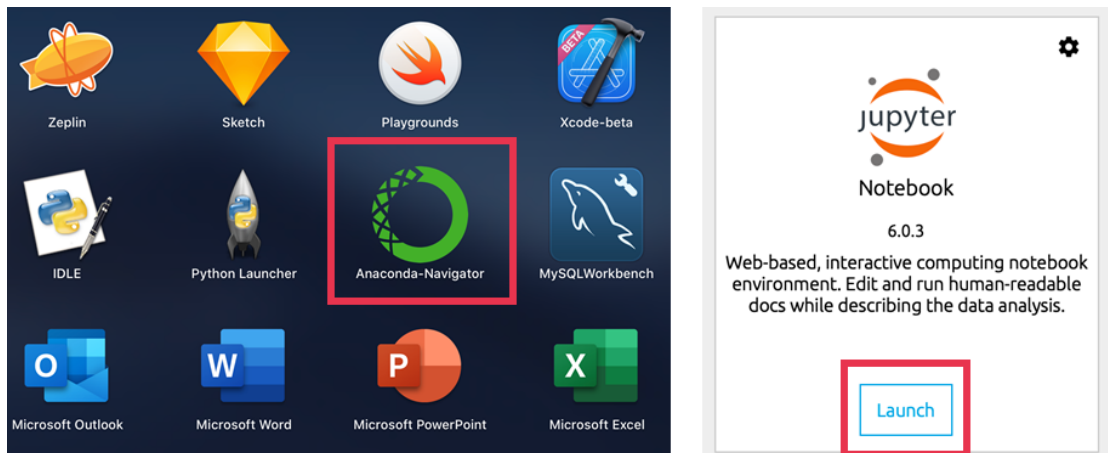 BETA
Zeplin
Sketch
Playgrounds
Xcode-beta
IDLE
Python Launcher
Anaconda-Navigator
MySQLWorkbench
O
W
P
X
Microsoft Outlook
Microsoft Word
Microsoft PowerPoint
Microsoft Excel
jupyter
Notebook
6.0.3
Web-based, interactive computing notebook
environment. Edit and run human-readable
docs while describing the data analysis.
Launch